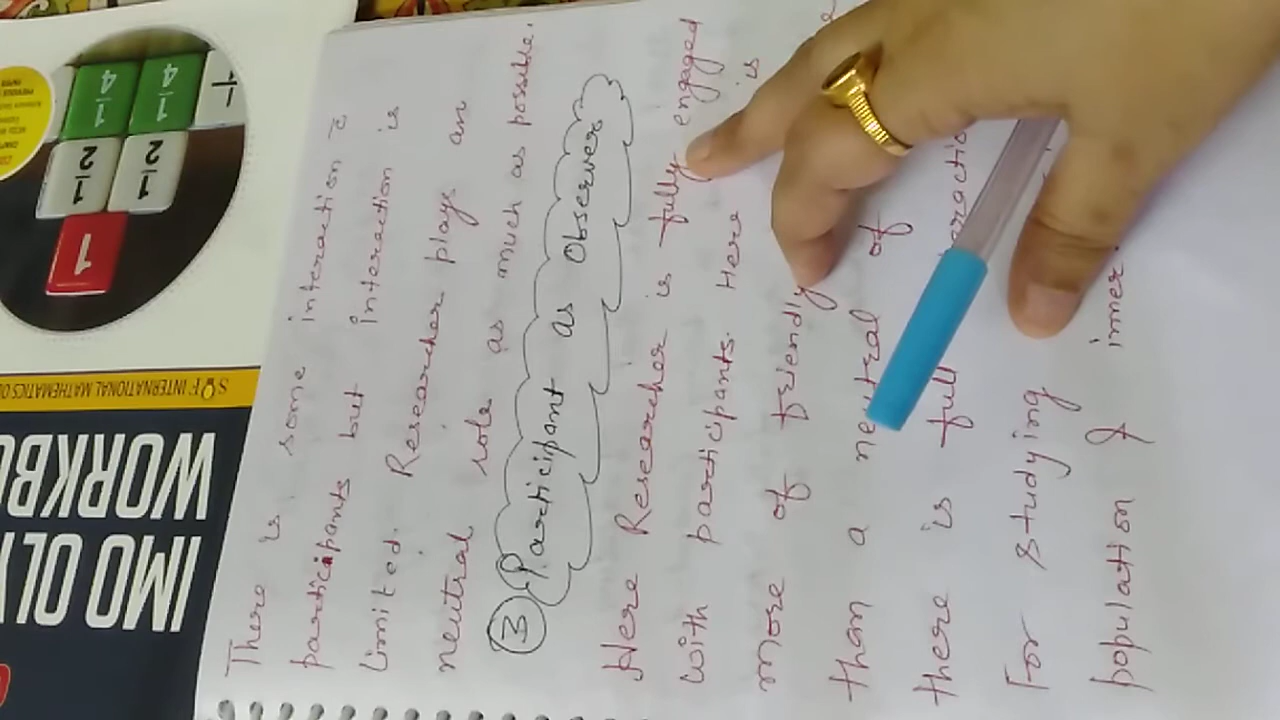 There is some interaction c̄
participants but interaction is
limited. Researcher plays an
neutral role as much as possible.
③ Participant as Observer
Here Researcher is fully engaged
with participants. Here is
more of friendly
than a neutral of
there is full
For studying
population & inner
1
1/2 1/2
1/4 1/4
SOF INTERNATIONAL MATHEMATICS
WORKBO
IMO OLY